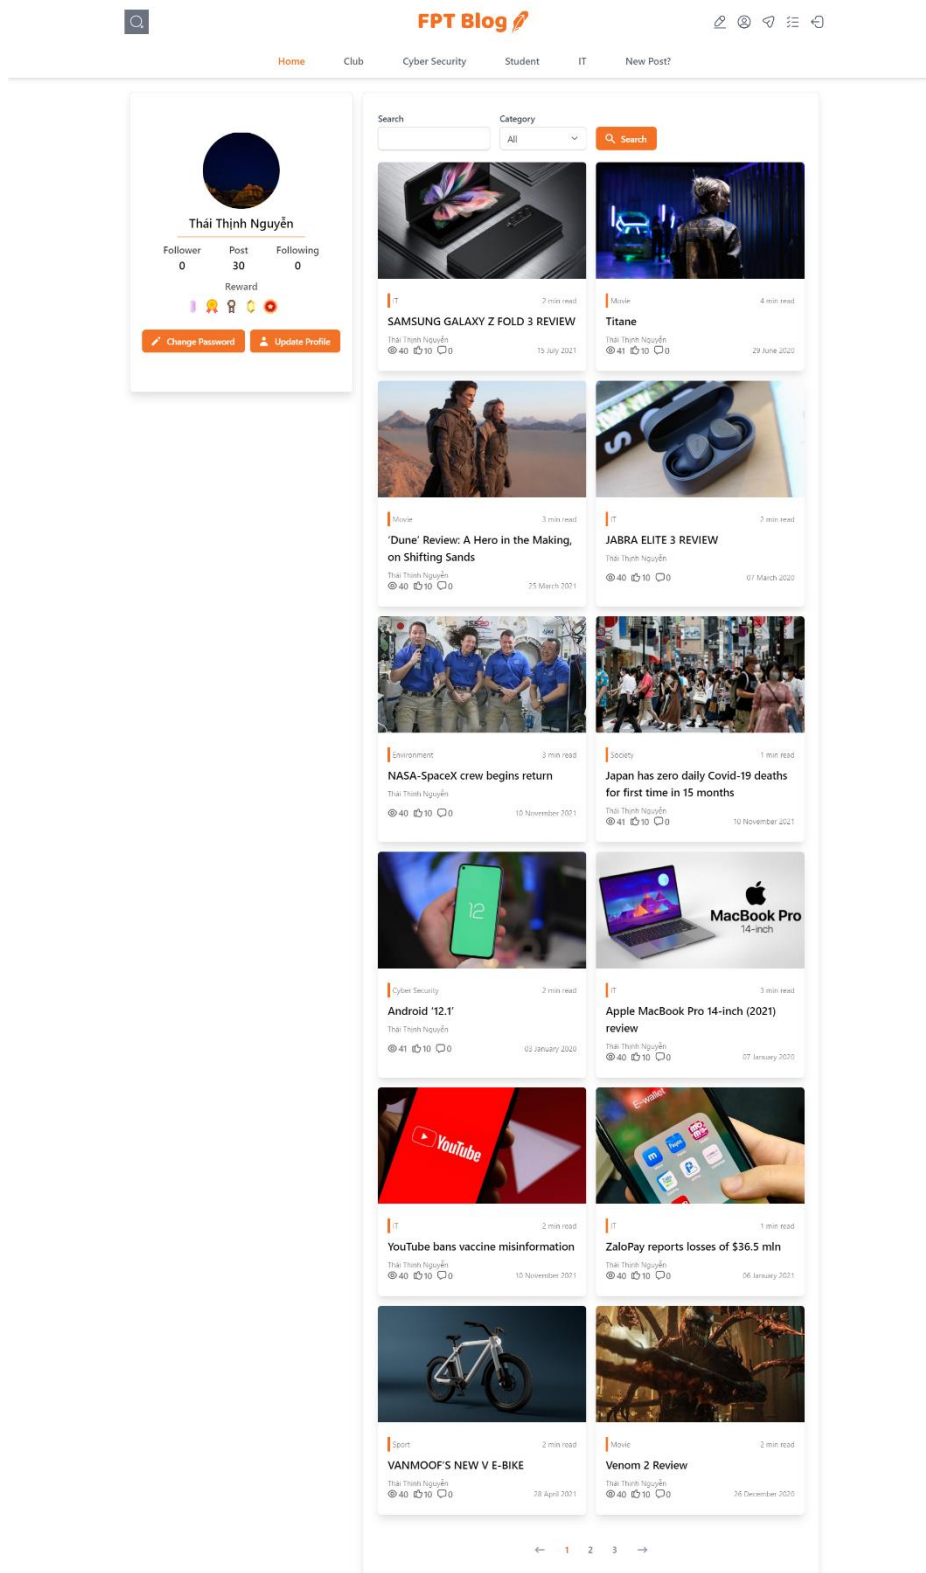 FPT Blog
Home Club Cyber Security Student IT New Post?
Thái Thịnh Nguyễn
Follower Post Following
0 30 0
Reward
Change Password Update Profile
Search Category
All Search
IT 2 min read
SAMSUNG GALAXY Z FOLD 3 REVIEW
Thái Thịnh Nguyễn
40 10 0 15 July 2021
Movie 4 min read
Titane
Thái Thịnh Nguyễn
41 10 0 29 June 2020
Movie 3 min read
'Dune' Review: A Hero in the Making,
on Shifting Sands
Thái Thịnh Nguyễn
40 10 0 25 March 2021
IT 2 min read
JABRA ELITE 3 REVIEW
Thái Thịnh Nguyễn
40 10 0 07 March 2020
Environment 3 min read
NASA-SpaceX crew begins return
Thái Thịnh Nguyễn
40 10 0 10 November 2021
Society 1 min read
Japan has zero daily Covid-19 deaths
for first time in 15 months
Thái Thịnh Nguyễn
41 10 0 10 November 2021
12
Cyber Security 2 min read
Android '12.1'
Thái Thịnh Nguyễn
41 10 0 03 January 2020
MacBook Pro
14-inch
IT 3 min read
Apple MacBook Pro 14-inch (2021)
review
Thái Thịnh Nguyễn
40 10 0 07 January 2020
YouTube
IT 2 min read
YouTube bans vaccine misinformation
Thái Thịnh Nguyễn
40 10 0 10 November 2021
E-wallet
IT 1 min read
ZaloPay reports losses of $36.5 mln
Thái Thịnh Nguyễn
40 10 0 06 January 2021
Sport 2 min read
VANMOOF'S NEW V E-BIKE
Thái Thịnh Nguyễn
40 10 0 28 April 2021
Movie 2 min read
Venom 2 Review
Thái Thịnh Nguyễn
40 10 0 26 December 2020
← 1 2 3 →